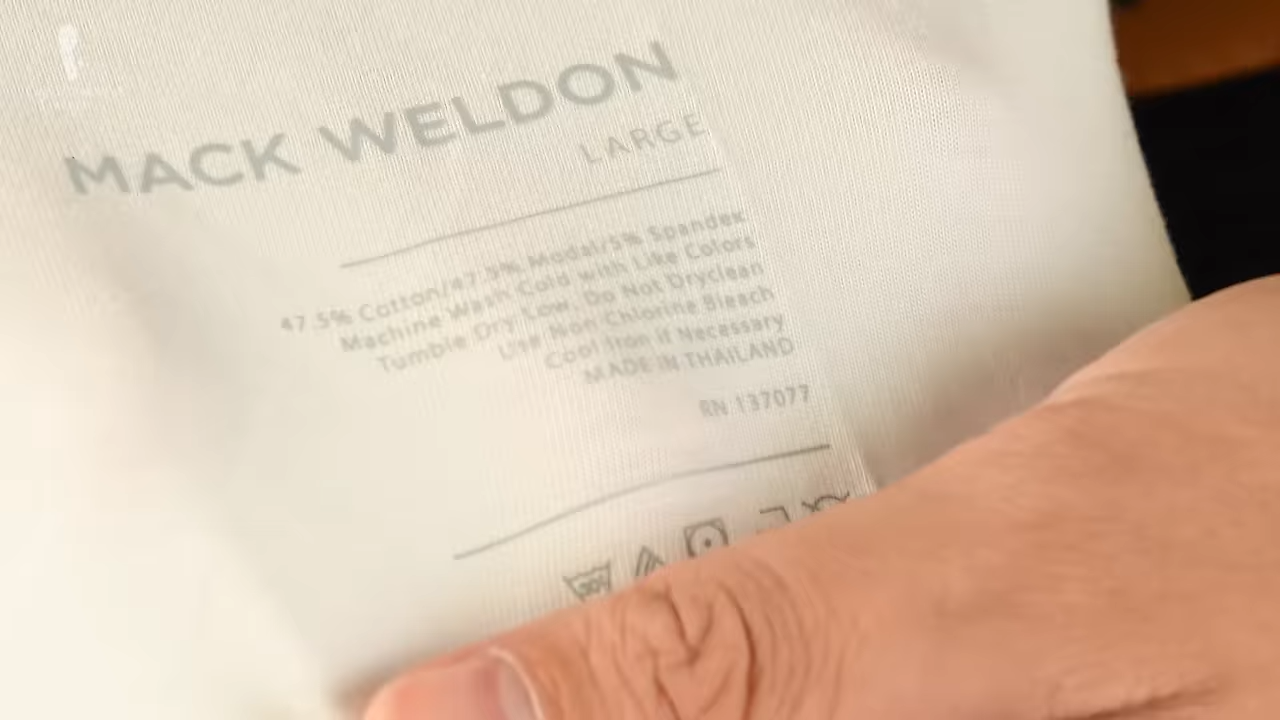 MACK WELDON
LARGE
47.5% Cotton/47.5% Modal/5% Spandex
Machine Wash Cold with Like Colors
Tumble Dry Low. Do Not Dryclean
Use Non Chlorine Bleach
Cool Iron if Necessary
MADE IN THAILAND
RN 137077
30